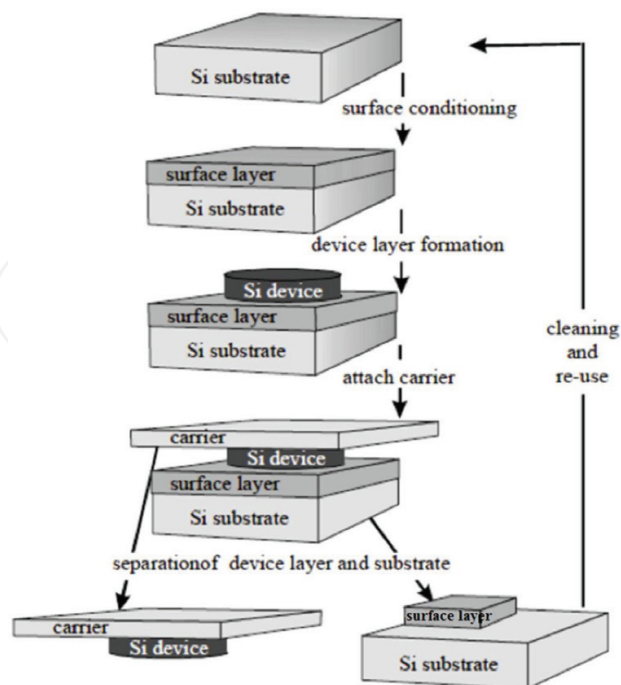 Si substrate
surface conditioning
surface layer
Si substrate
device layer formation
Si device
surface layer
Si substrate
cleaning
and
re-use
attach carrier
carrier
Si device
surface layer
Si substrate
separationof device layer and substrate
carrier
Si device
surface layer
Si substrate